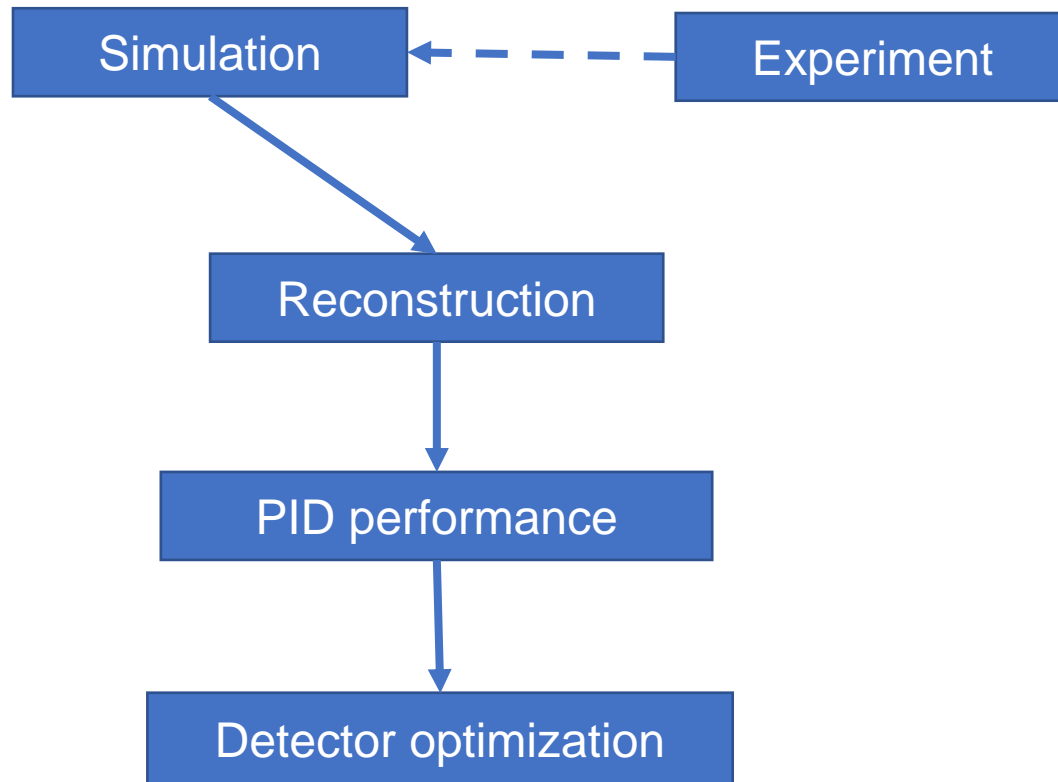 Simulation
Experiment
Reconstruction
PID performance
Detector optimization